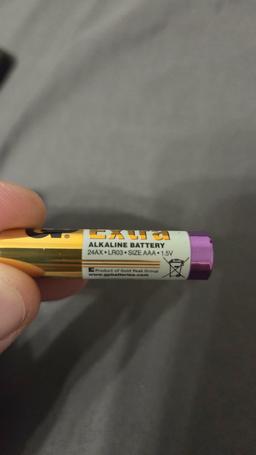 GP® Extra
ALKALINE BATTERY
24AX • LR03 • SIZE AAA • 1.5V
Product of Gold Peak Group
www.gpbatteries.com